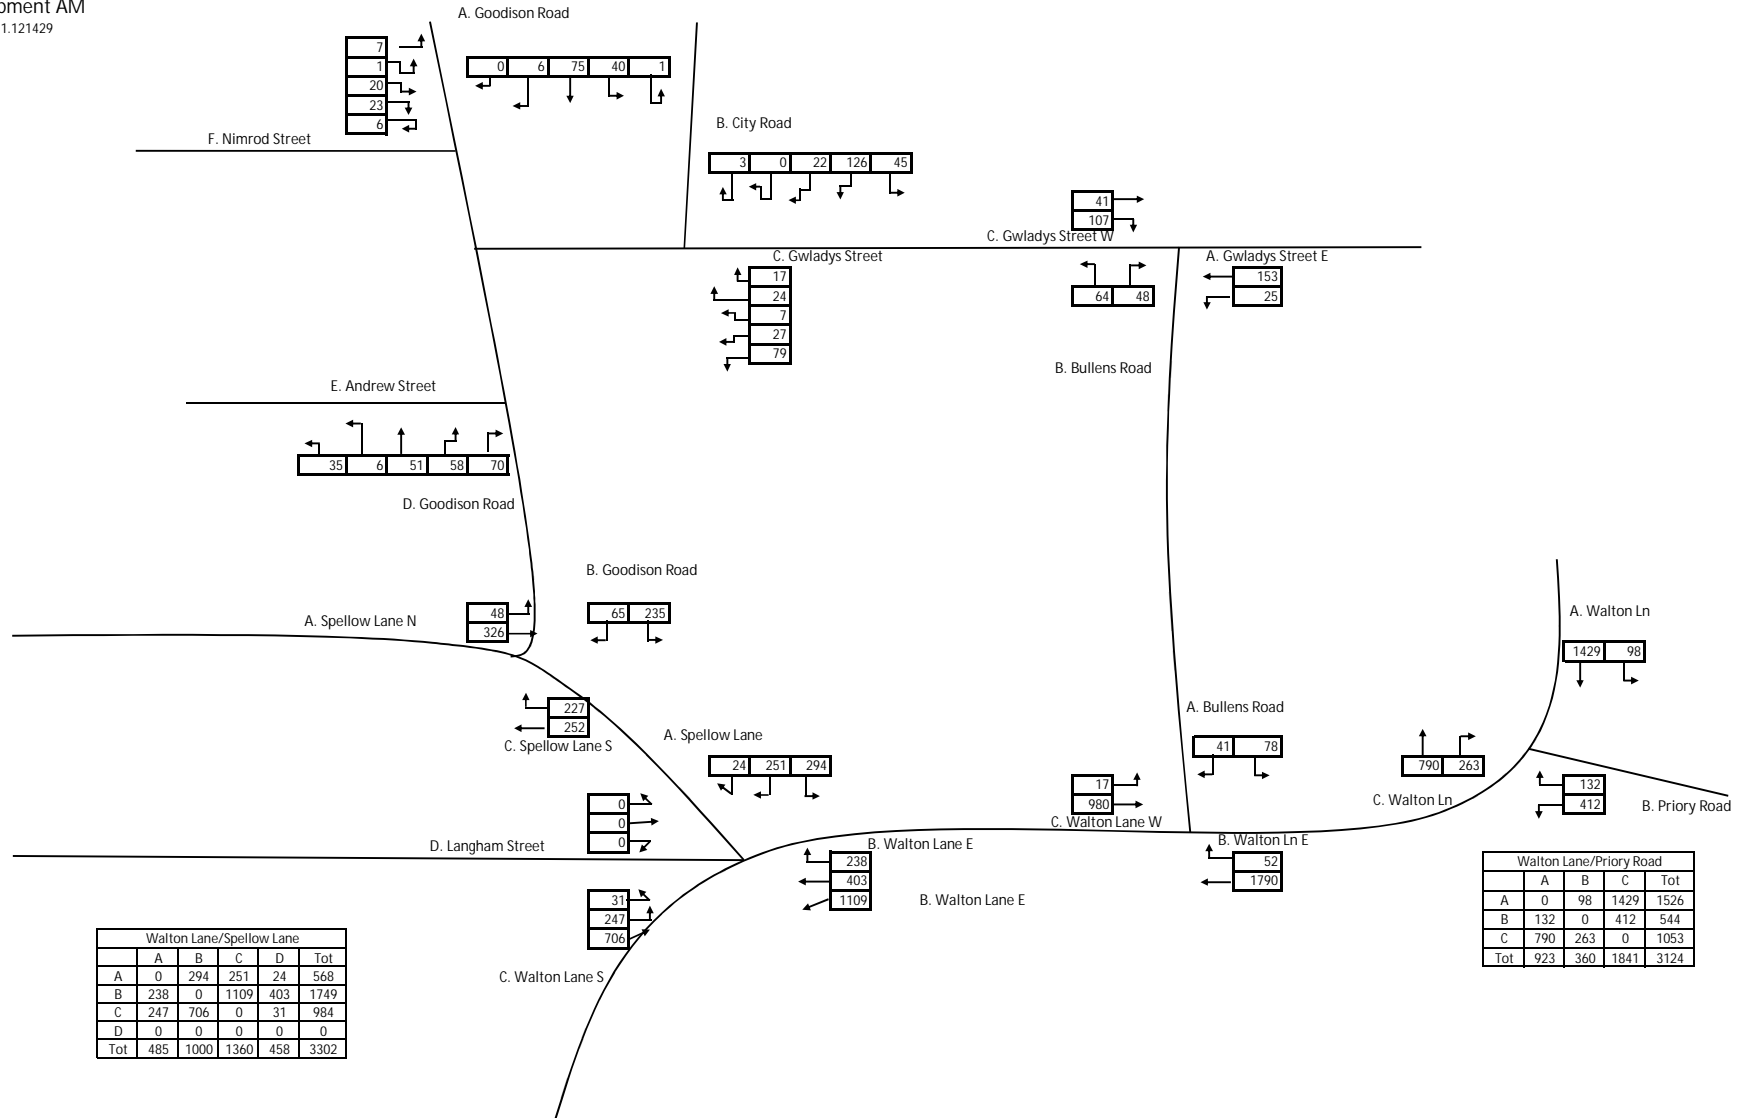 oment AM
1.121429
A. Goodison Road
7
1
20
23
6
0 6 75 40 1
F. Nimrod Street
B. City Road
3 0 22 126 45
41
107
C. Gwladys Street W
C. Gwladys Street
A. Gwladys Street E
17
24
7
27
79
64 48
153
25
B. Bullens Road
E. Andrew Street
35 6 51 58 70
D. Goodison Road
B. Goodison Road
A. Spellow Lane N
48
326
65 235
A. Walton Ln
1429 98
227
252
C. Spellow Lane S
A. Spellow Lane
24 251 294
A. Bullens Road
41 78
790 263
17
980
C. Walton Lane W
C. Walton Ln
132
412
B. Priory Road
0
0
0
D. Langham Street
B. Walton Lane E
238
403
1109
B. Walton Lane E
B. Walton Ln E
52
1790
31
247
706
C. Walton Lane S
Walton Lane/Priory Road
A B C Tot
A 0 98 1429 1526
B 132 0 412 544
C 790 263 0 1053
Tot 923 360 1841 3124
Walton Lane/Spellow Lane
A B C D Tot
A 0 294 251 24 568
B 238 0 1109 403 1749
C 247 706 0 31 984
D 0 0 0 0 0
Tot 485 1000 1360 458 3302